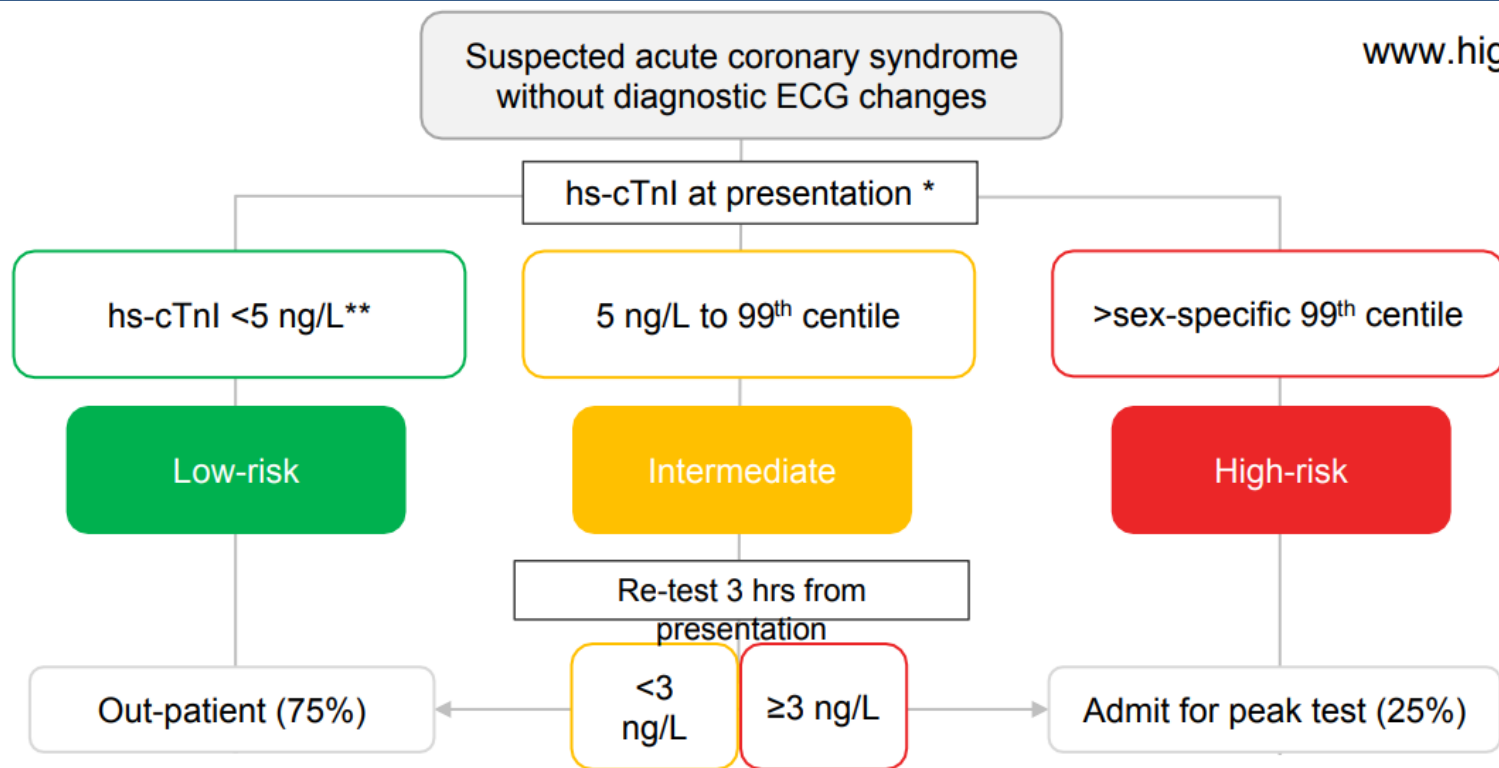 Suspected acute coronary syndrome
without diagnostic ECG changes
www.hig
hs-cTnI at presentation *
hs-cTnI <5 ng/L**
5 ng/L to 99th centile
>sex-specific 99th centile
Low-risk
Intermediate
High-risk
Re-test 3 hrs from
presentation
<3
ng/L
≥3 ng/L
Out-patient (75%)
Admit for peak test (25%)